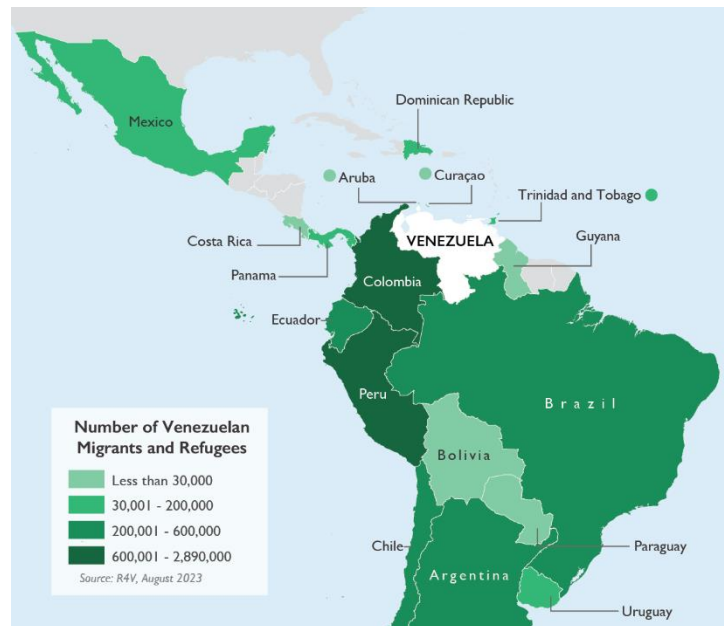 Dominican Republic
Mexico
Aruba
Curaçao
Trinidad and Tobago
VENEZUELA
Costa Rica
Guyana
Panama
Colombia
Ecuador
Peru
Brazil
Number of Venezuelan
Migrants and Refugees
Less than 30,000
30,001 - 200,000
200,001 - 600,000
600,001 - 2,890,000
Source: R4V, August 2023
Bolivia
Chile
Paraguay
Argentina
Uruguay